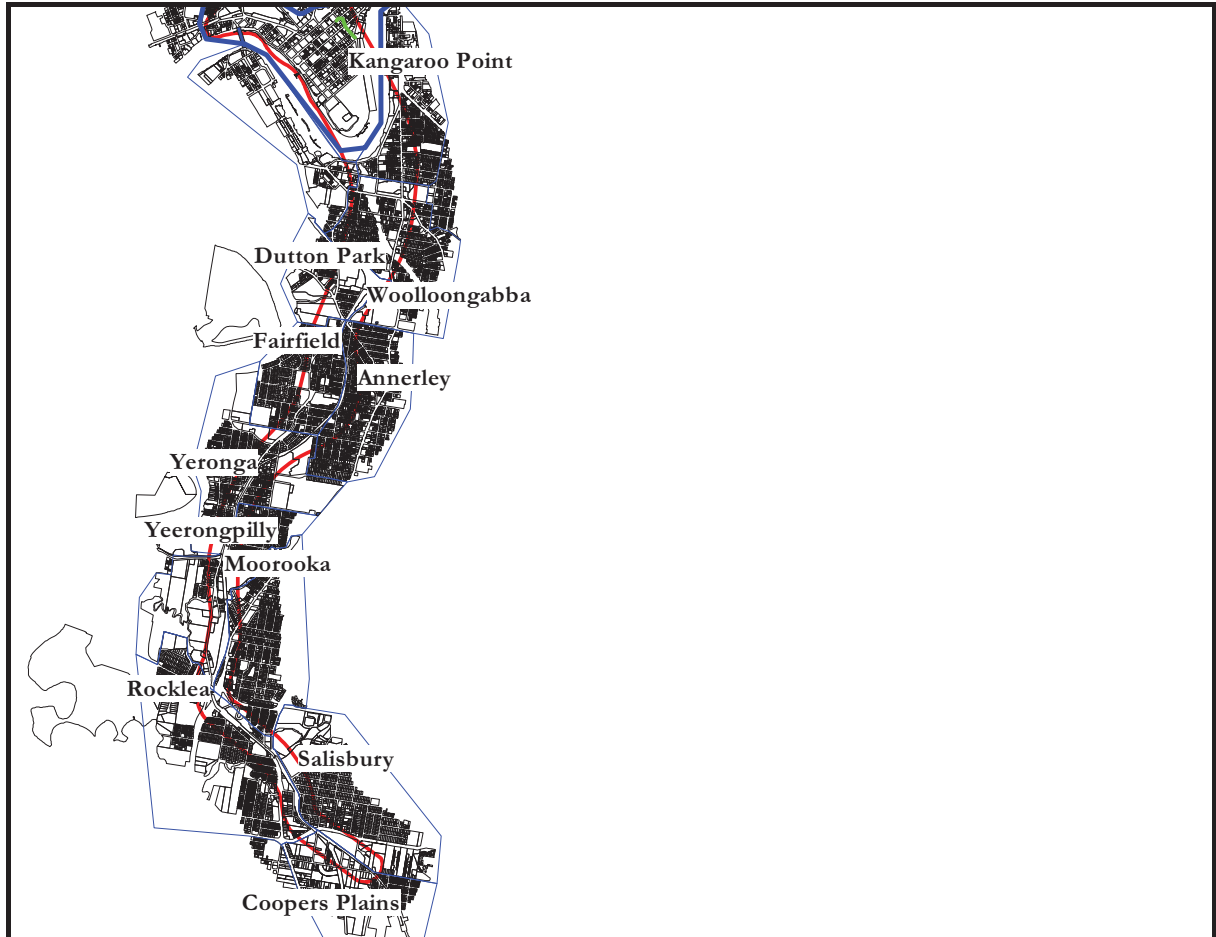 Kangaroo Point
Dutton Park
Woolloongabba
Fairfield
Annerley
Yeronga
Yeerongpilly
Moorooka
Rocklea
Salisbury
Coopers Plains